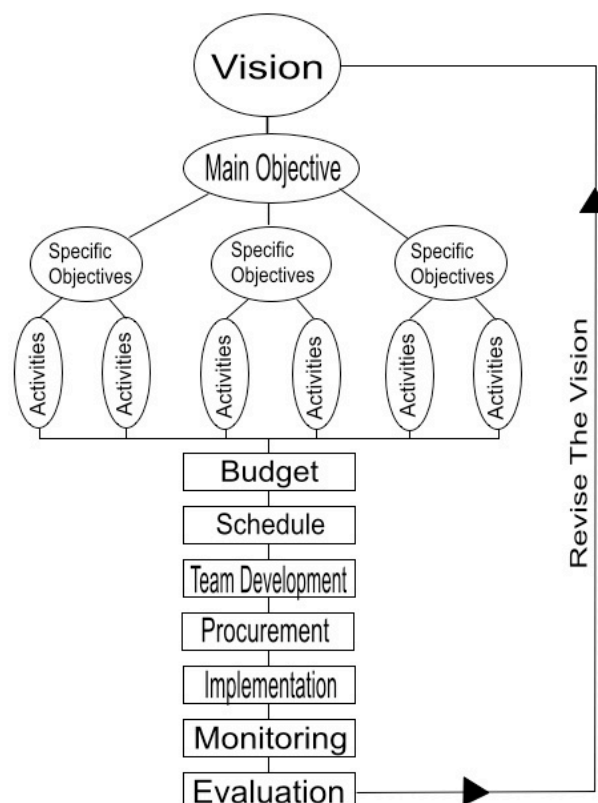 Vision
Main Objective
Specific
Objectives
Specific
Objectives
Specific
Objectives
Activities
Activities
Activities
Activities
Activities
Activities
Budget
Schedule
Team Development
Procurement
Implementation
Monitoring
Evaluation
Revise The Vision